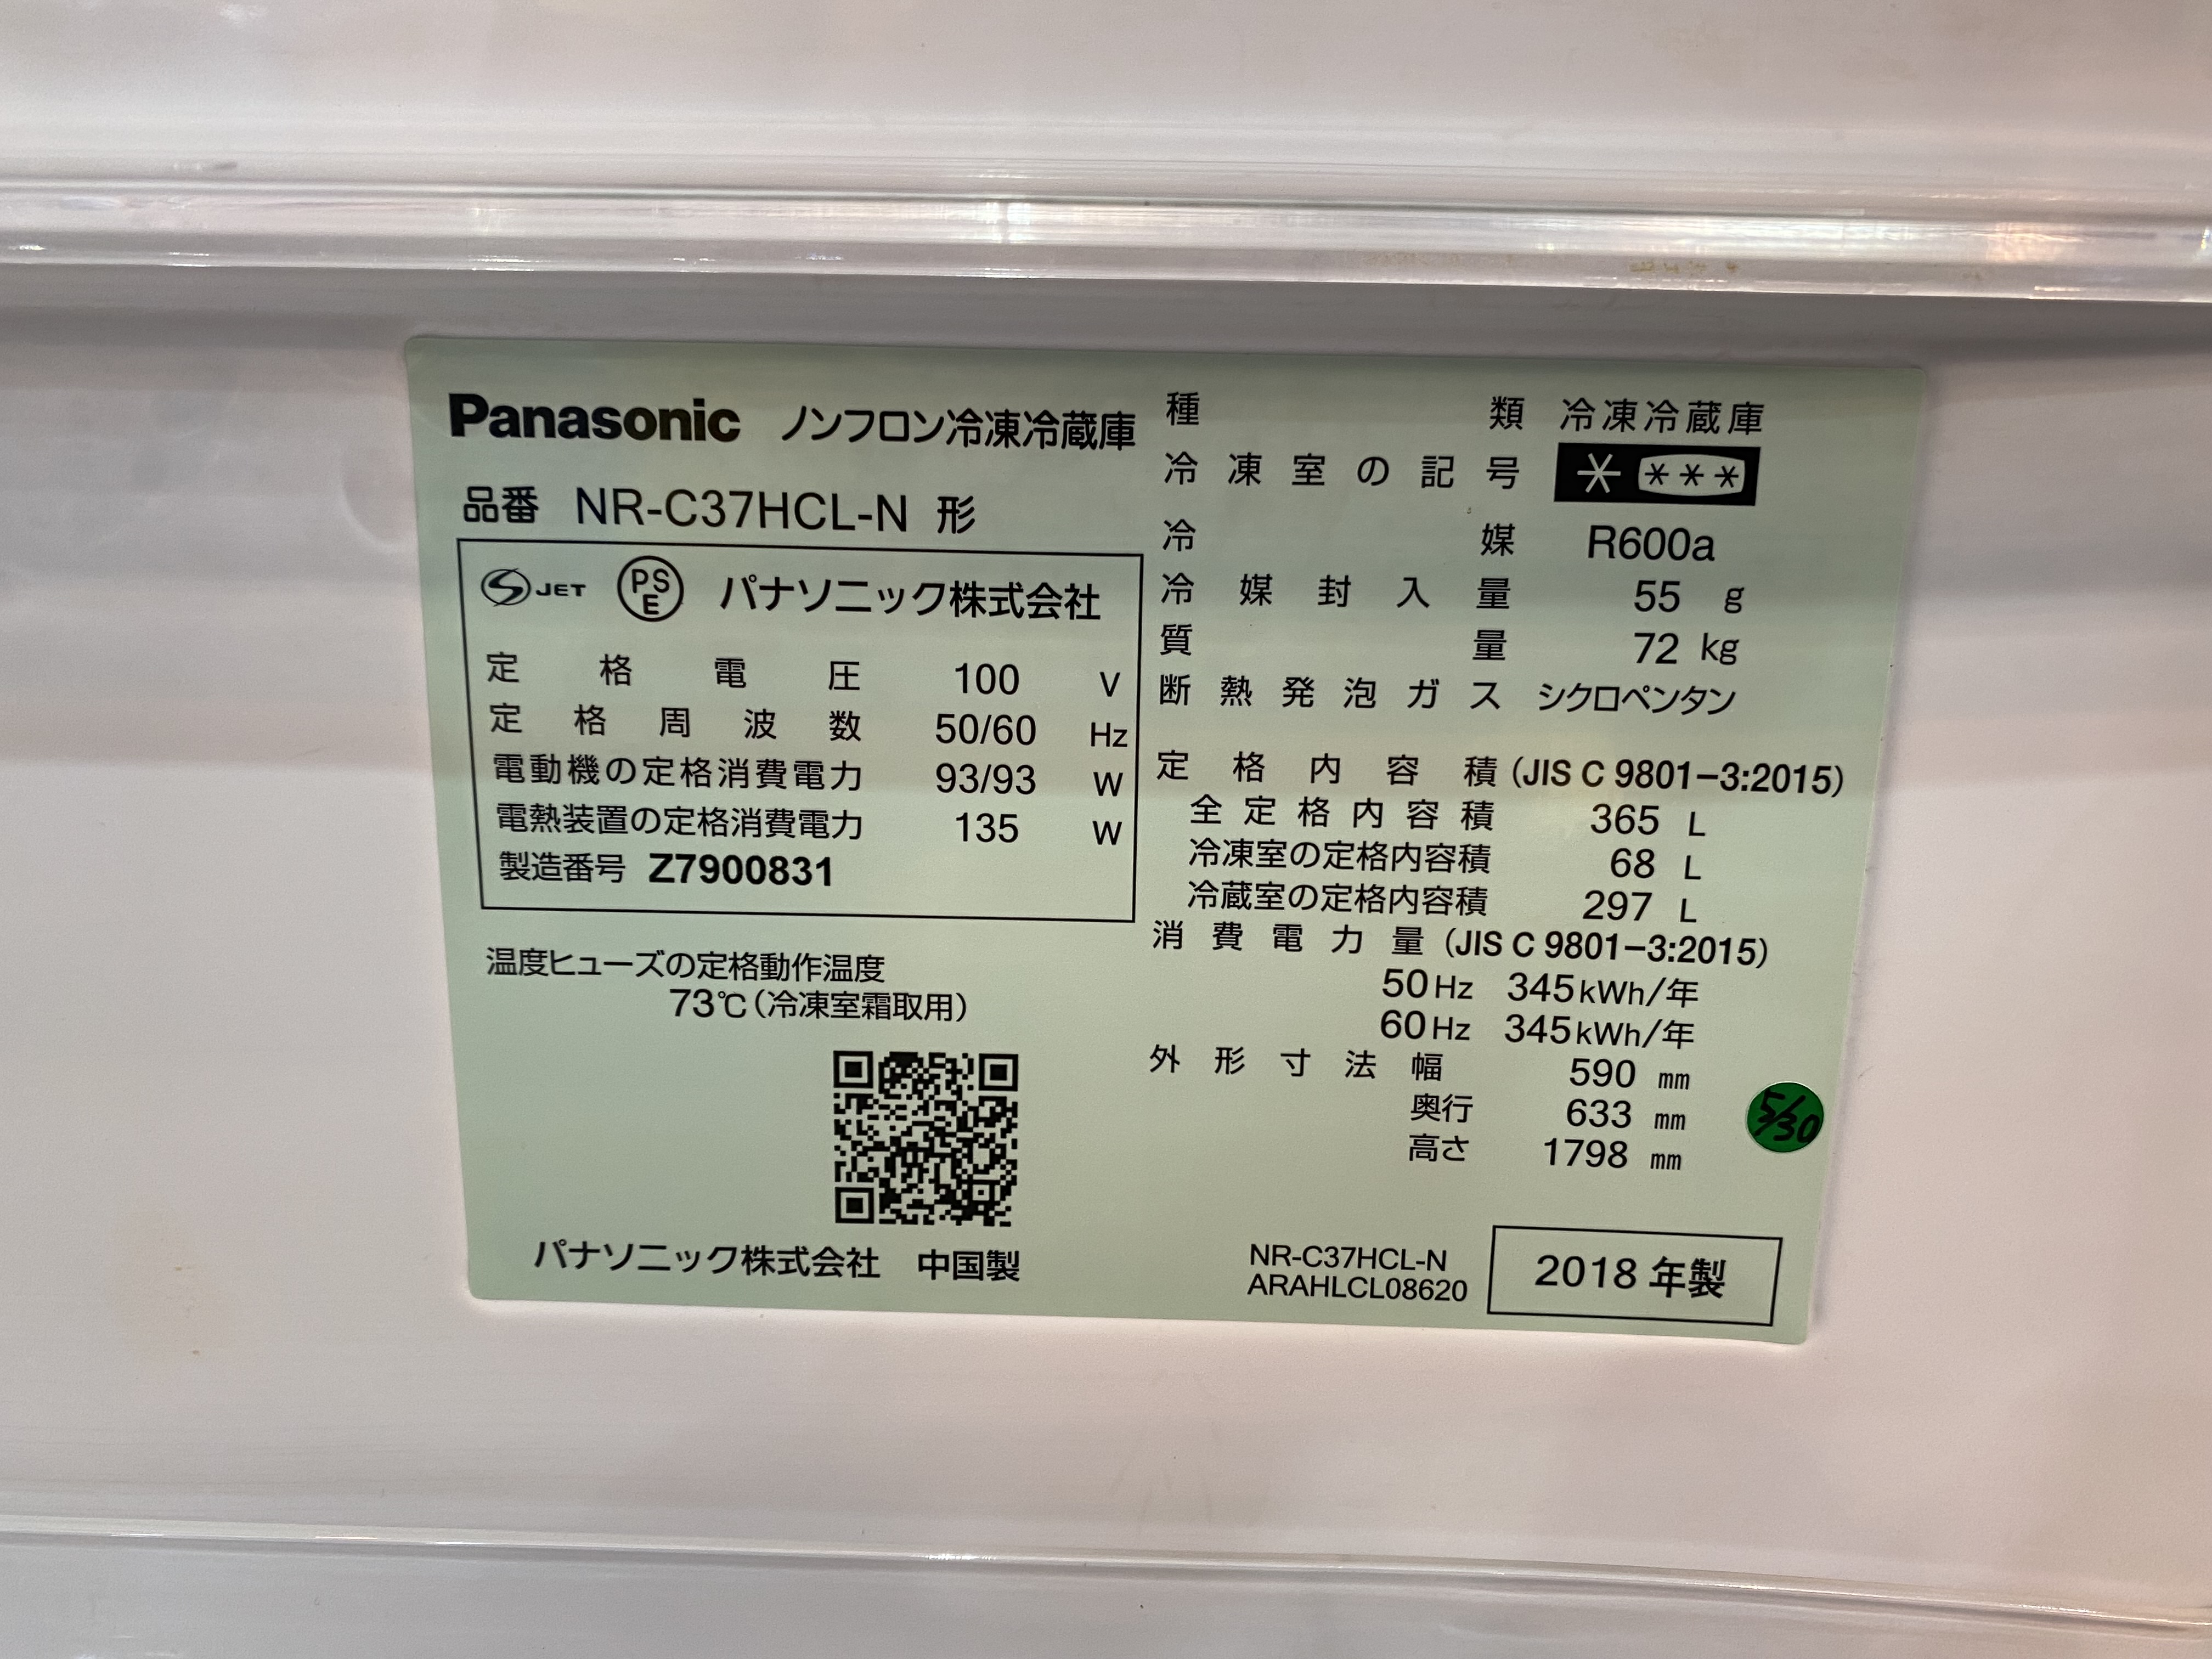 Panasonic ノンフロン冷凍冷蔵庫
品番 NR-C37HCL-N 形
JET PSE パナソニック株式会社
定格電圧 100 V
定格周波数 50/60 Hz
電動機の定格消費電力 93/93 W
電熱装置の定格消費電力 135 W
製造番号 Z7900831
温度ヒューズの定格動作温度
73℃(冷凍室霜取用)
パナソニック株式会社 中国製
種類 冷凍冷蔵庫
冷凍室の記号 * ***
冷媒 R600a
冷媒封入量 55 g
質量 72 kg
断熱発泡ガス シクロペンタン
定格内容積 (JIS C 9801-3:2015)
全定格内容積 365 L
冷凍室の定格内容積 68 L
冷蔵室の定格内容積 297 L
消費電力量 (JIS C 9801-3:2015)
50Hz 345kWh/年
60Hz 345kWh/年
外形寸法 幅 590 mm
奥行 633 mm
高さ 1798 mm
5/30
NR-C37HCL-N
ARAHLCL08620
2018年製